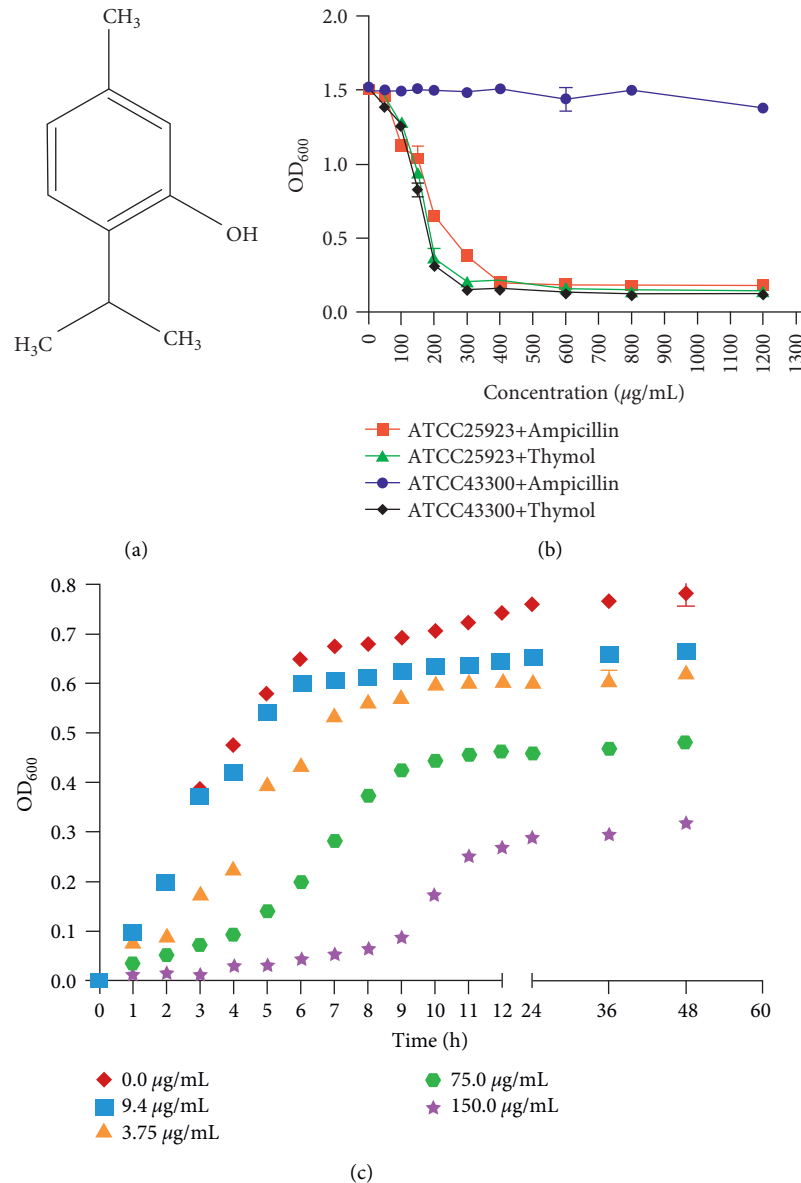 CH₃
OH
CH₃
H₃C
(a)
2.0
1.5
1.0
0.5
0.0
OD₆₀₀
0
100
200
300
400
500
600
700
800
900
1000
1100
1200
1300
Concentration (μg/mL)
ATCC25923+Ampicillin
ATCC25923+Thymol
ATCC43300+Ampicillin
ATCC43300+Thymol
(b)
0.8
0.7
0.6
0.5
0.4
0.3
0.2
0.1
0.0
OD₆₀₀
0 1 2 3 4 5 6 7 8 9 10 11 12 24 36 48 60
Time (h)
0.0 μg/mL
9.4 μg/mL
3.75 μg/mL
75.0 μg/mL
150.0 μg/mL
(c)